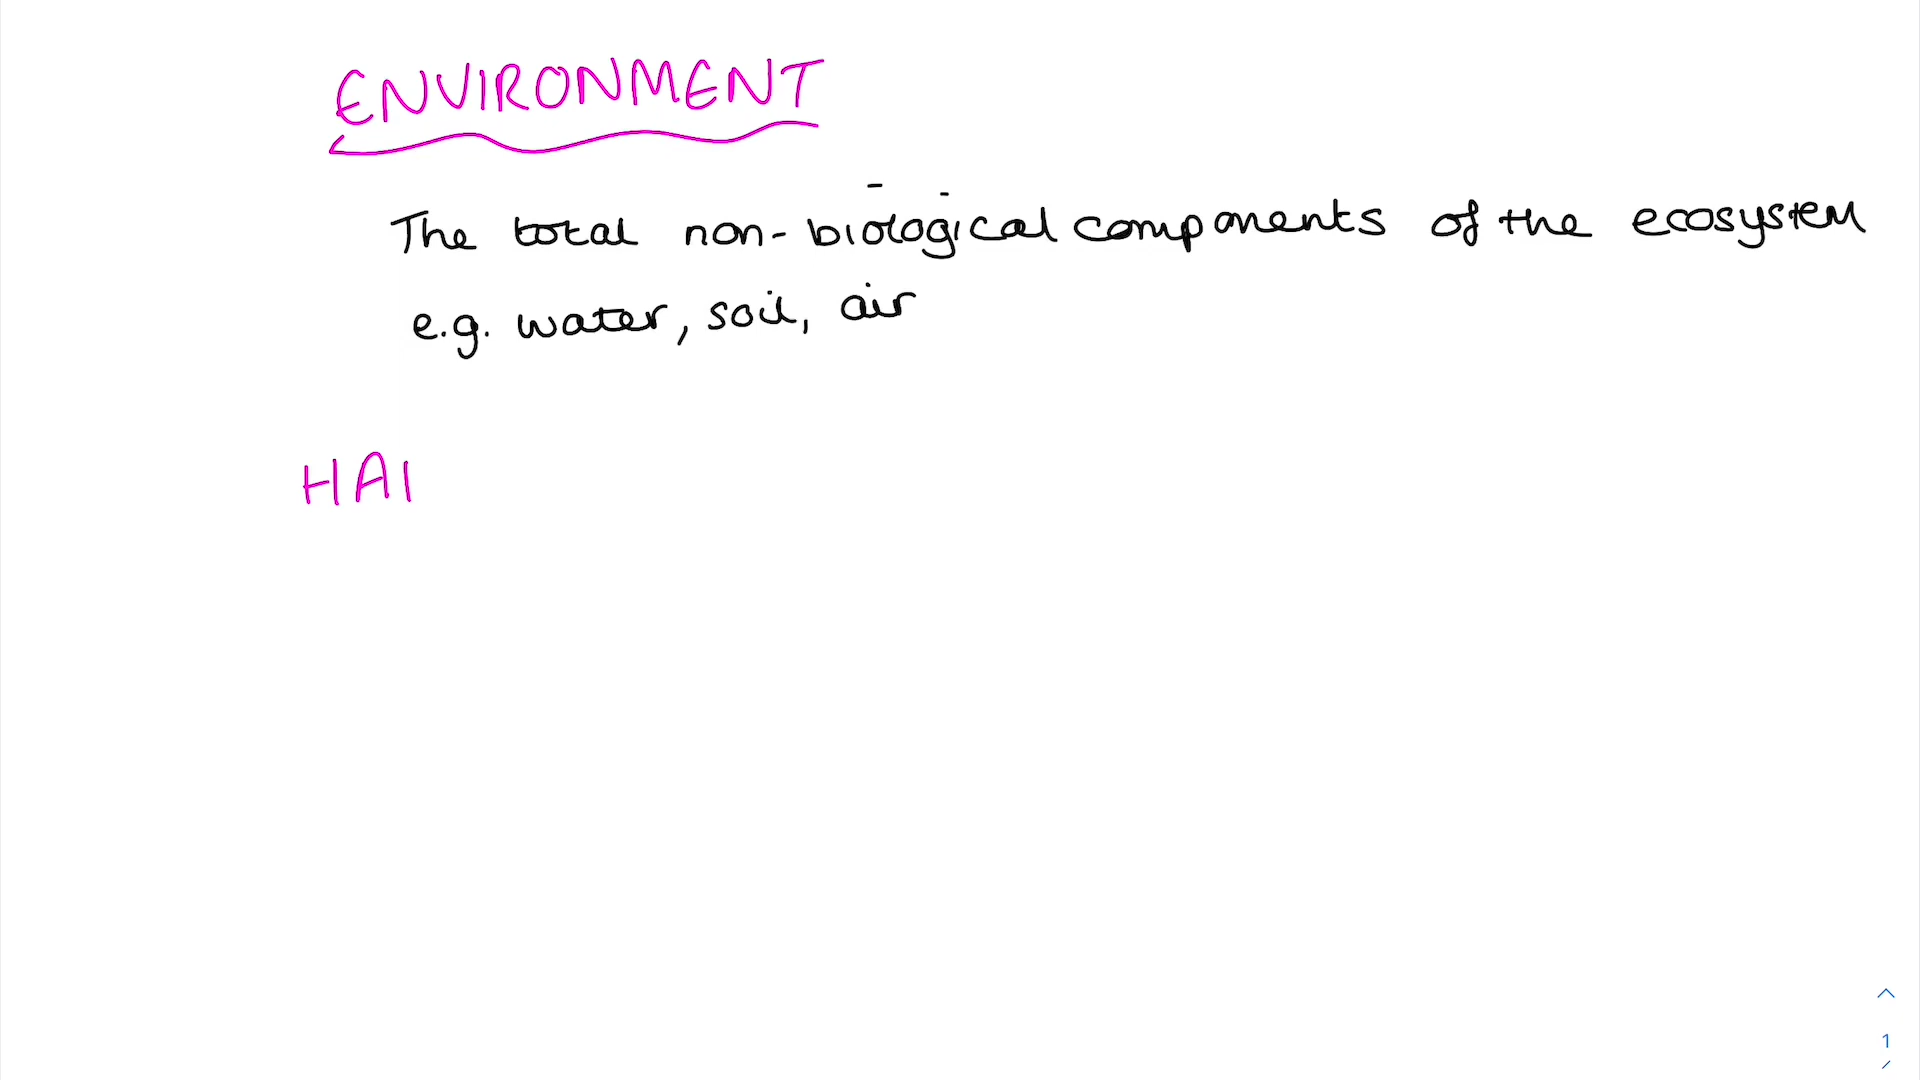 ENVIRONMENT
The total non-biological components of the ecosystem
e.g. water, soil, air
HAI
1